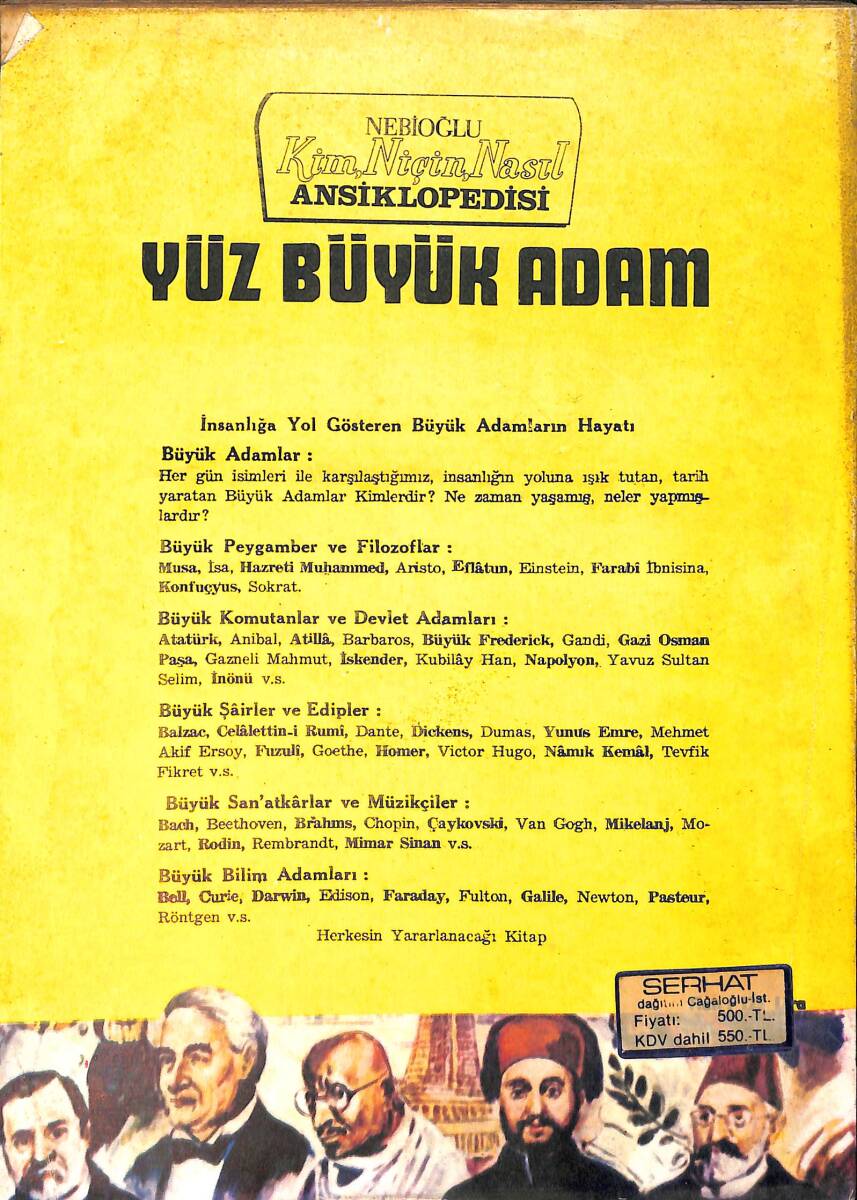 NEBİOĞLU
Kim, Niçin, Nasıl
ANSİKLOPEDİSİ
YÜZ BÜYÜK ADAM
İnsanlığa Yol Gösteren Büyük Adamların Hayatı
Büyük Adamlar :
Her gün isimleri ile karşılaştığımız, insanlığın yoluna ışık tutan, tarih
yaratan Büyük Adamlar Kimlerdir? Ne zaman yaşamış, neler yapmış-
lardır?
Büyük Peygamber ve Filozoflar :
Musa, İsa, Hazreti Muhammed, Aristo, Eflâtun, Einstein, Farabî İbnisina,
Konfuçyus, Sokrat.
Büyük Komutanlar ve Devlet Adamları :
Atatürk, Anibal, Atillâ, Barbaros, Büyük Frederick, Gandi, Gazi Osman
Paşa, Gazneli Mahmut, İskender, Kubilây Han, Napolyon, Yavuz Sultan
Selim, İnönü v.s.
Büyük Şâirler ve Edipler :
Balzac, Celâlettin-i Rumî, Dante, Dickens, Dumas, Yunus Emre, Mehmet
Akif Ersoy, Fuzulî, Goethe, Homer, Victor Hugo, Nâmık Kemâl, Tevfik
Fikret v.s.
Büyük San'atkârlar ve Müzikçiler :
Bach, Beethoven, Brahms, Chopin, Çaykovski, Van Gogh, Mikelanj, Mo-
zart, Rodin, Rembrandt, Mimar Sinan v.s.
Büyük Bilim Adamları :
Bell, Curie, Darwin, Edison, Faraday, Fulton, Galile, Newton, Pasteur,
Röntgen v.s.
Herkesin Yararlanacağı Kitap
SERHAT
Cağaloğlu-İst.
Fiyatı: 500.-TL.
KDV dahil 550.-TL